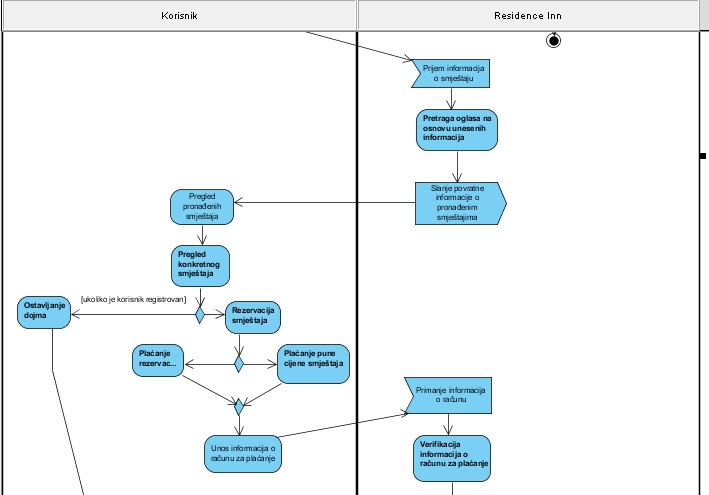 Korisnik
Residence Inn
Prijem informacija
o smještaju
Pretraga oglasa na
osnovu unesenih
informacija
Slanje povratne
informacije o
pronađenim
smještajima
Pregled
pronađenih
smještaja
Pregled
konkretnog
smještaja
[ukoliko je korisnik registrovan]
Ostavljanje
dojma
Rezervacija
smještaja
Plaćanje
rezervac...
Plaćanje pune
cijene smještaja
Primanje informacija
o računu
Unos informacija o
računu za plaćanje
Verifikacija
informacija o
računu za plaćanje